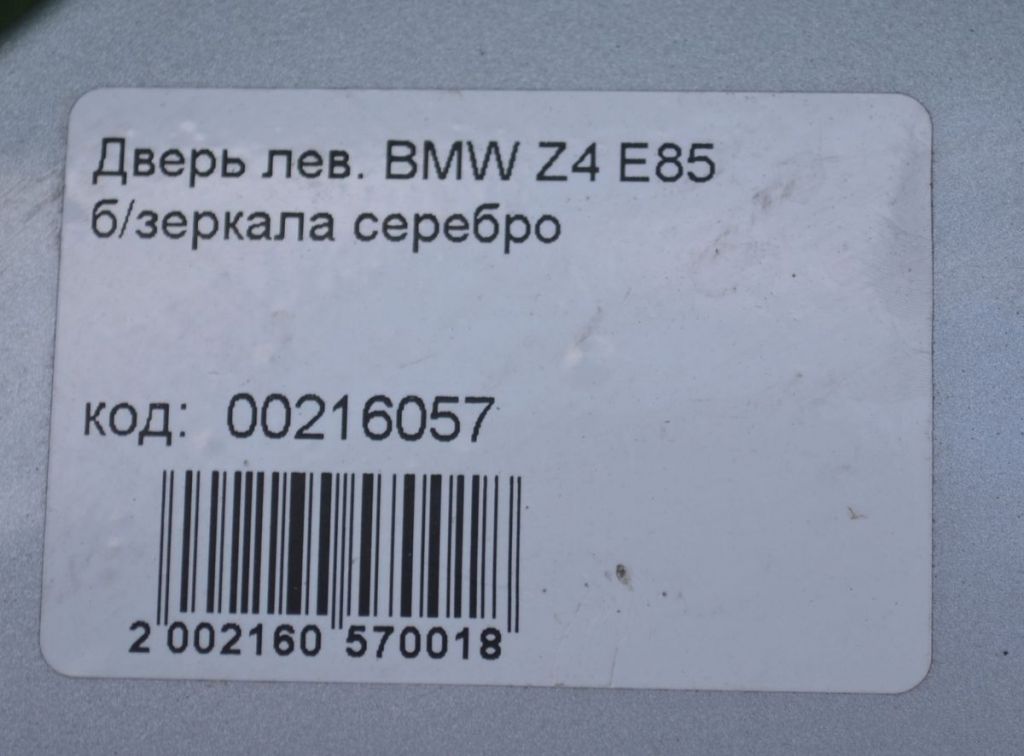 Дверь лев. BMW Z4 E85
б/зеркала серебро
код: 00216057
2 002160 570018